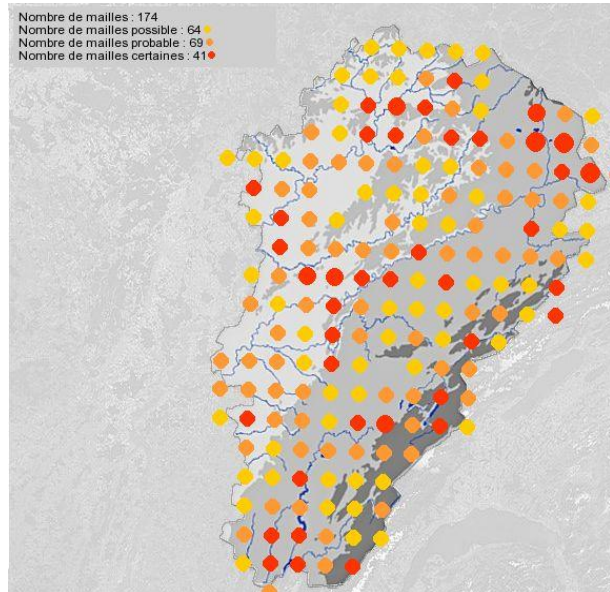 Nombre de mailles : 174
Nombre de mailles possible : 64
Nombre de mailles probable : 69
Nombre de mailles certaines : 41